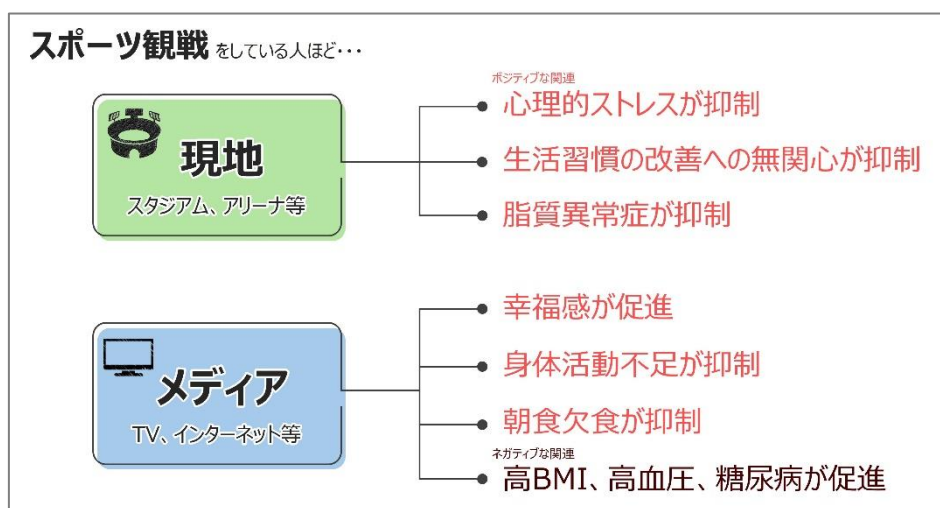 スポーツ観戦 をしている人ほど・・・
ポジティブな関連
心理的ストレスが抑制
現地
スタジアム、アリーナ等
生活習慣の改善への無関心が抑制
脂質異常症が抑制
メディア
TV、インターネット等
幸福感が促進
身体活動不足が抑制
朝食欠食が抑制
ネガティブな関連
高BMI、高血圧、糖尿病が促進